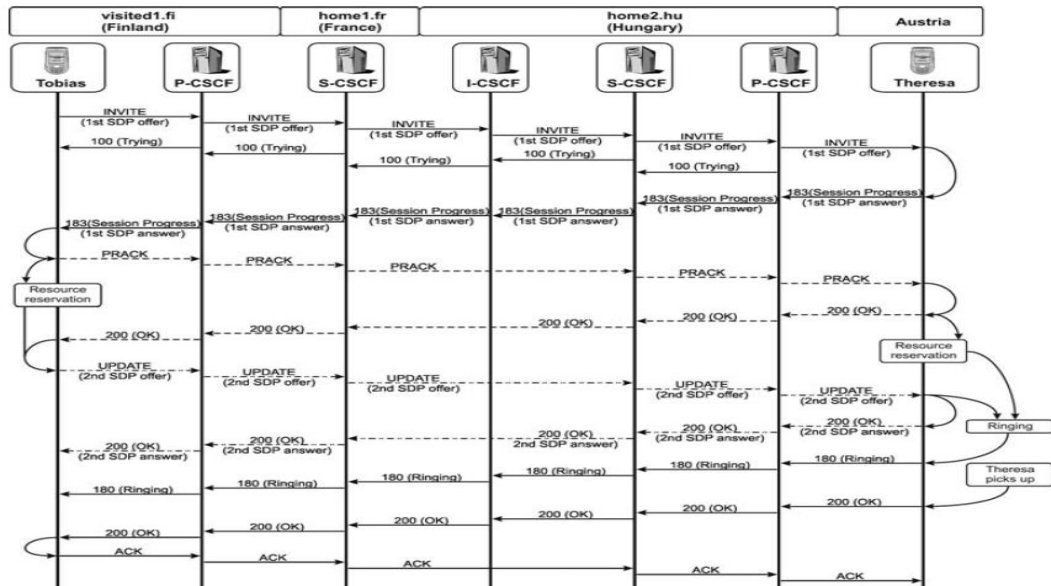 visited1.fi
(Finland)
home1.fr
(France)
home2.hu
(Hungary)
Austria
Tobias
P-CSCF
S-CSCF
I-CSCF
S-CSCF
P-CSCF
Theresa
INVITE
(1st SDP offer)
INVITE
(1st SDP offer)
INVITE
(1st SDP offer)
INVITE
(1st SDP offer)
INVITE
(1st SDP offer)
INVITE
(1st SDP offer)
100 (Trying)
100 (Trying)
100 (Trying)
100 (Trying)
100 (Trying)
183(Session Progress)
(1st SDP answer)
183(Session Progress)
(1st SDP answer)
183(Session Progress)
(1st SDP answer)
183(Session Progress)
(1st SDP answer)
183(Session Progress)
(1st SDP answer)
183(Session Progress)
(1st SDP answer)
PRACK
PRACK
PRACK
PRACK
PRACK
Resource
reservation
200 (OK)
200 (OK)
200 (OK)
200 (OK)
200 (OK)
Resource
reservation
UPDATE
(2nd SDP offer)
UPDATE
(2nd SDP offer)
UPDATE
(2nd SDP offer)
UPDATE
(2nd SDP offer)
UPDATE
(2nd SDP offer)
200 (OK)
(2nd SDP answer)
200 (OK)
(2nd SDP answer)
200 (OK)
2nd SDP answer)
200 (OK)
(2nd SDP answer)
200 (OK)
(2nd SDP answer)
Ringing
180 (Ringing)
180 (Ringing)
180 (Ringing)
180 (Ringing)
180 (Ringing)
180 (Ringing)
Theresa
picks up
200 (OK)
200 (OK)
200 (OK)
200 (OK)
200 (OK)
200 (OK)
ACK
ACK
ACK
ACK
ACK